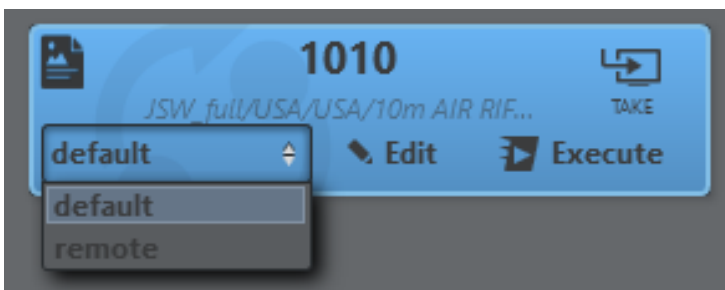 1010
JSW_full/USA/USA/10m AIR RIF...
TAKE
default
Edit
Execute
default
remote